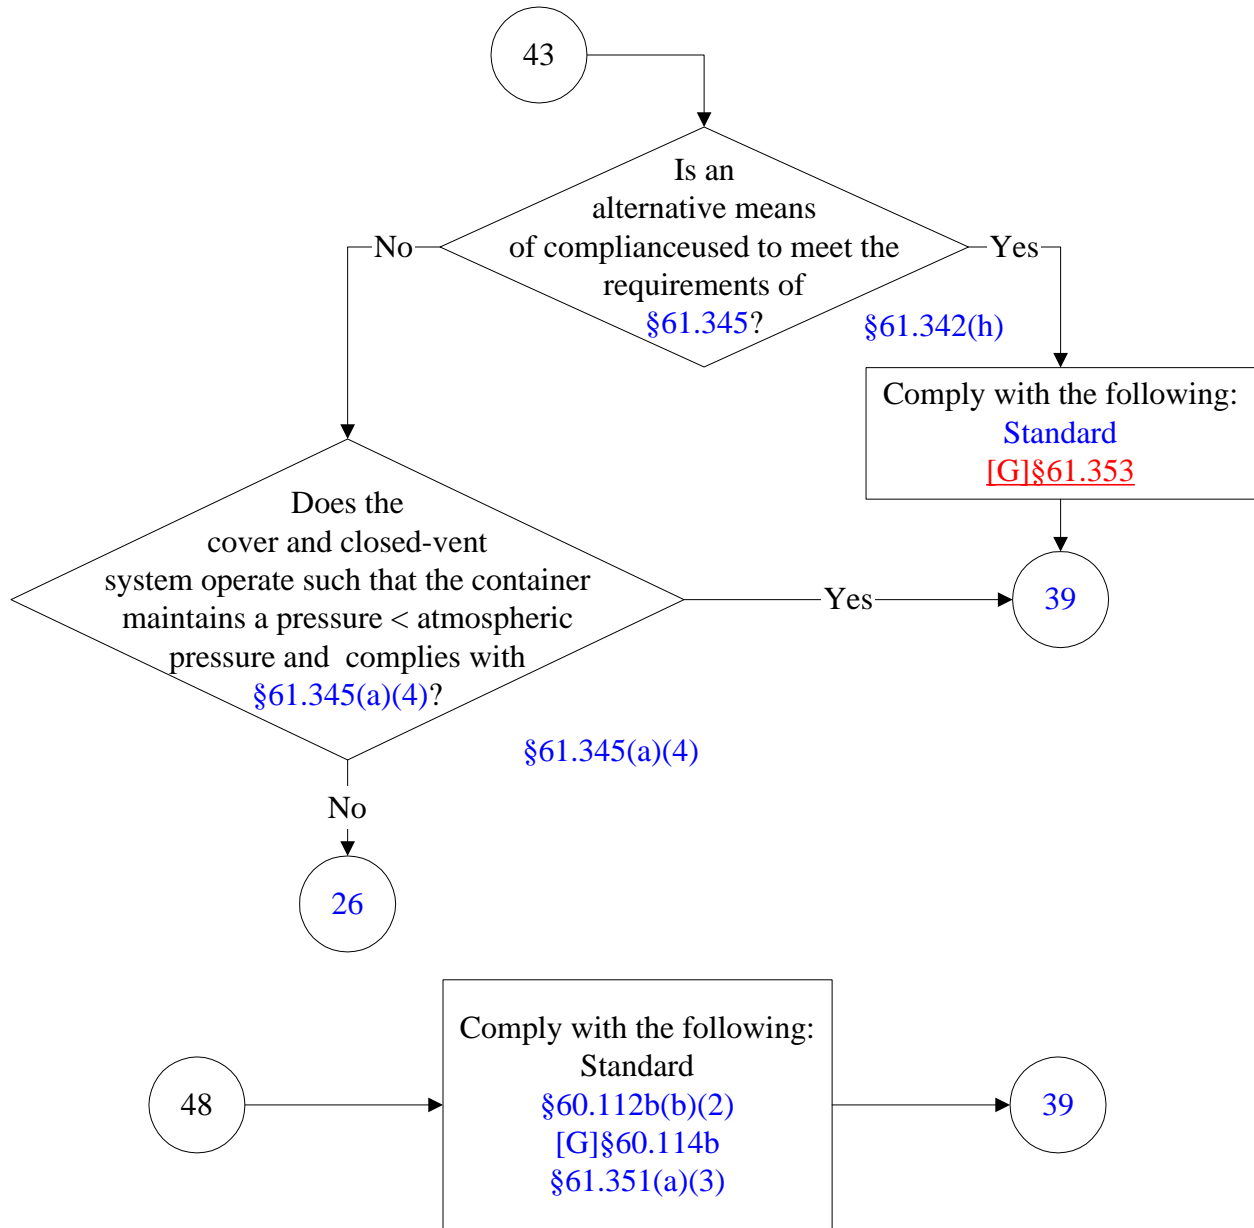 43
Is an
alternative means
of complianceused to meet the
requirements of
§61.345?
No
Yes
§61.342(h)
Comply with the following:
Standard
[G]§61.353
Does the
cover and closed-vent
system operate such that the container
maintains a pressure < atmospheric
pressure and  complies with
§61.345(a)(4)?
Yes
39
§61.345(a)(4)
No
26
48
Comply with the following:
Standard
§60.112b(b)(2)
[G]§60.114b
§61.351(a)(3)
39